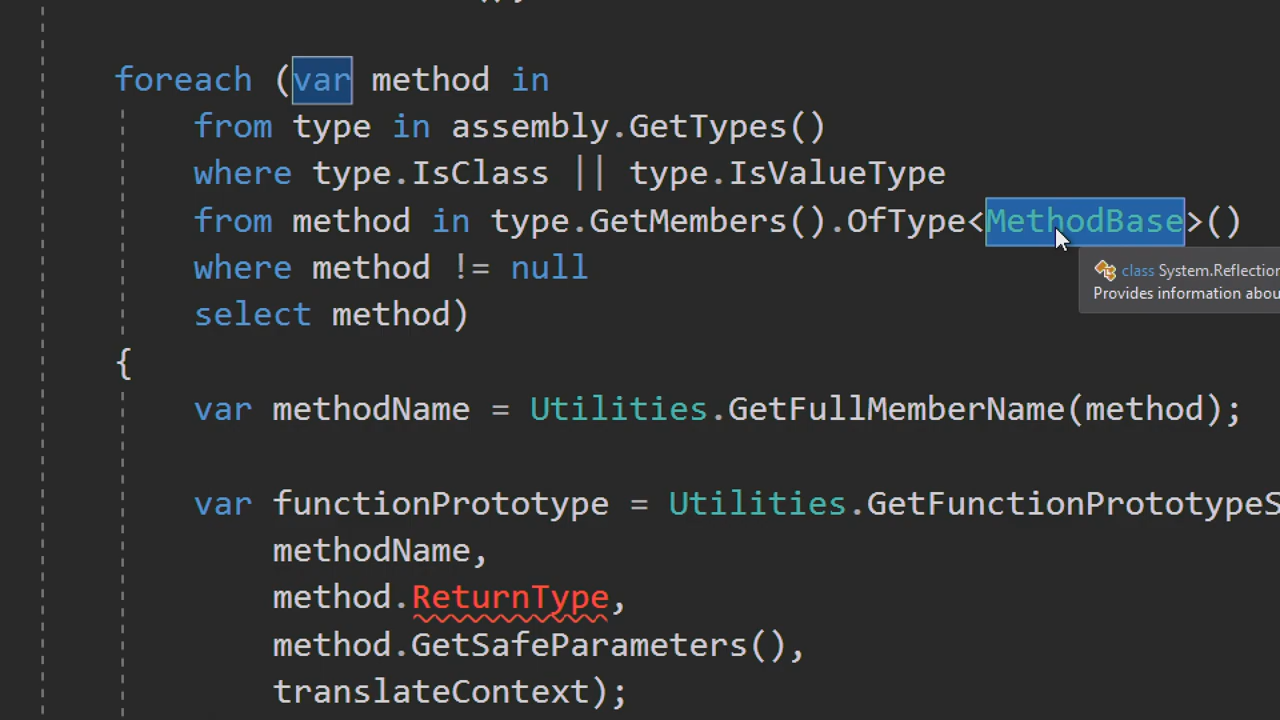 foreach (var method in
from type in assembly.GetTypes()
where type.IsClass || type.IsValueType
from method in type.GetMembers().OfType<MethodBase>()
class System.Reflection
Provides information abou
where method != null
select method)
{
var methodName = Utilities.GetFullMemberName(method);
var functionPrototype = Utilities.GetFunctionPrototypeS
methodName,
method.ReturnType,
method.GetSafeParameters(),
translateContext);